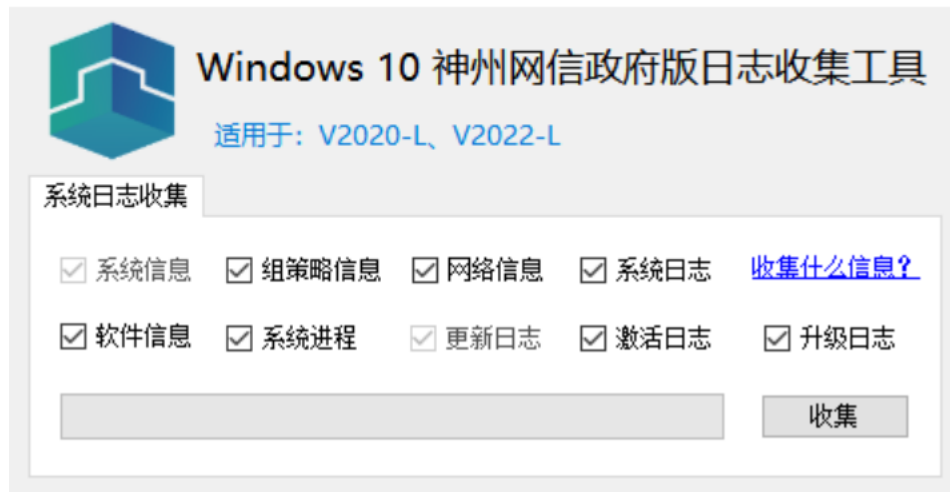 Windows 10 神州网信政府版日志收集工具
适用于：V2020-L、V2022-L
系统日志收集
系统信息 组策略信息 网络信息 系统日志 收集什么信息？
软件信息 系统进程 更新日志 激活日志 升级日志
收集